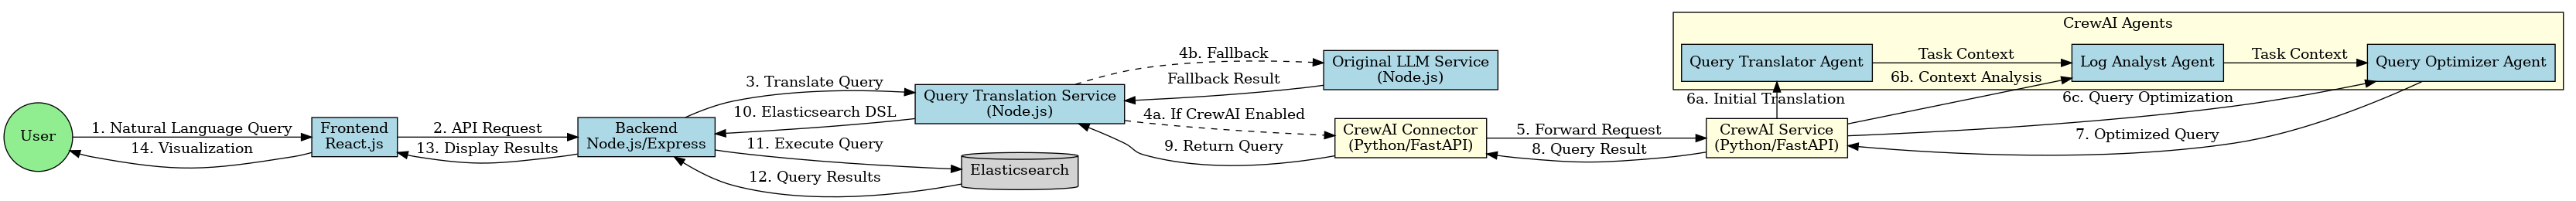 CrewAI Agents
Query Translator Agent
Task Context
Log Analyst Agent
Task Context
Query Optimizer Agent
6a. Initial Translation
6b. Context Analysis
6c. Query Optimization
7. Optimized Query
4b. Fallback
Original LLM Service
(Node.js)
Fallback Result
User
1. Natural Language Query
14. Visualization
Frontend
React.js
2. API Request
13. Display Results
Backend
Node.js/Express
3. Translate Query
10. Elasticsearch DSL
11. Execute Query
12. Query Results
Query Translation Service
(Node.js)
Elasticsearch
4a. If CrewAI Enabled
9. Return Query
CrewAI Connector
(Python/FastAPI)
5. Forward Request
8. Query Result
CrewAI Service
(Python/FastAPI)